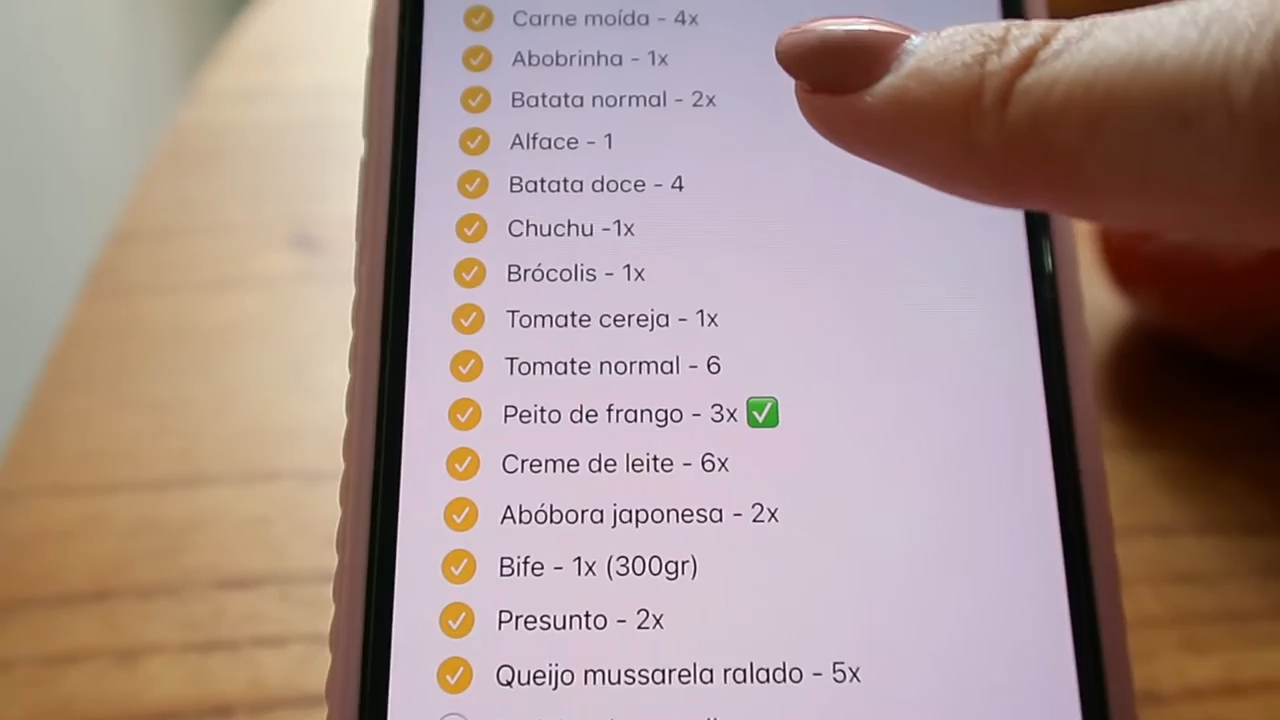 Carne moída - 4x
Abobrinha - 1x
Batata normal - 2x
Alface - 1
Batata doce - 4
Chuchu -1x
Brócolis - 1x
Tomate cereja - 1x
Tomate normal - 6
Peito de frango - 3x ✅
Creme de leite - 6x
Abóbora japonesa - 2x
Bife - 1x (300gr)
Presunto - 2x
Queijo mussarela ralado - 5x